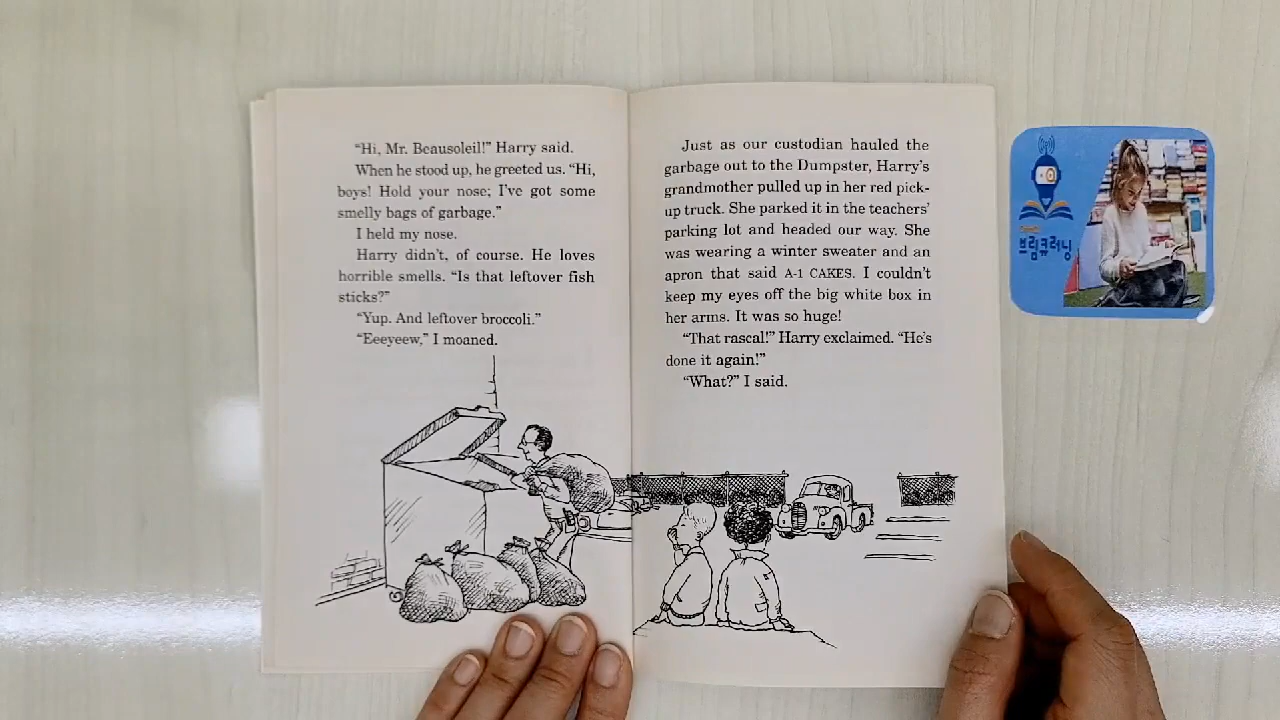 “Hi, Mr. Beausoleil!” Harry said.
When he stood up, he greeted us. “Hi,
boys! Hold your nose; I’ve got some
smelly bags of garbage.”
I held my nose.
Harry didn’t, of course. He loves
horrible smells. “Is that leftover fish
sticks?”
“Yup. And leftover broccoli.”
“Eeeyeew,” I moaned.
Just as our custodian hauled the
garbage out to the Dumpster, Harry’s
grandmother pulled up in her red pick-
up truck. She parked it in the teachers’
parking lot and headed our way. She
was wearing a winter sweater and an
apron that said A-1 CAKES. I couldn’t
keep my eyes off the big white box in
her arms. It was so huge!
“That rascal!” Harry exclaimed. “He’s
done it again!”
“What?” I said.
브림큐러닝